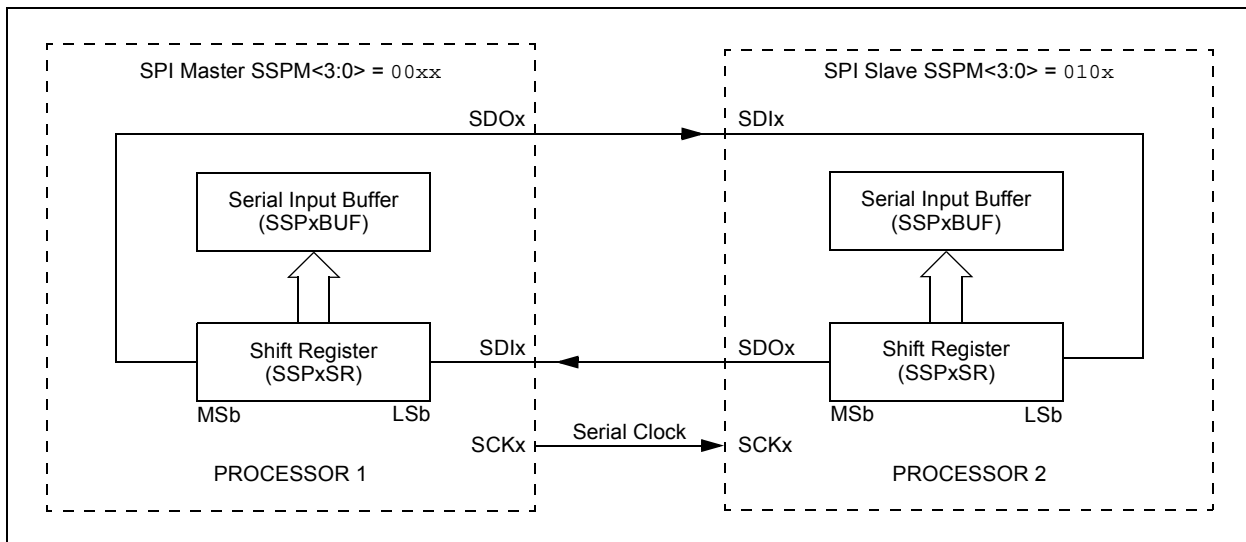 SPI Master SSPM<3:0> = 00xx
SDOx
Serial Input Buffer
(SSPxBUF)
Shift Register
(SSPxSR)
MSb
LSb
SDIx
SCKx
PROCESSOR 1
Serial Clock
SPI Slave SSPM<3:0> = 010x
SDIx
Serial Input Buffer
(SSPxBUF)
SDOx
Shift Register
(SSPxSR)
MSb
LSb
SCKx
PROCESSOR 2